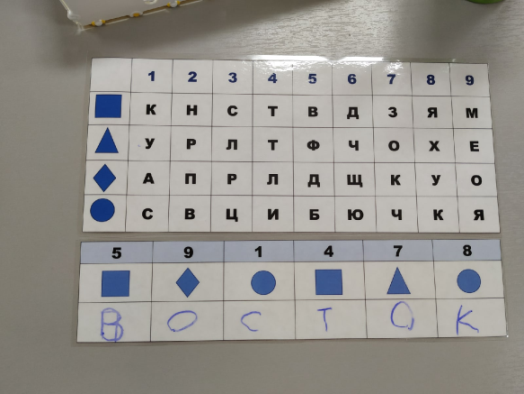 1 2 3 4 5 6 7 8 9
К Н С Т В Д З Я М
У Р Л Т Ф Ч О Х Е
А П Р Л Д Щ К У О
С В Ц И Б Ю Ч К Я
5 9 1 4 7 8
В О С Т О К